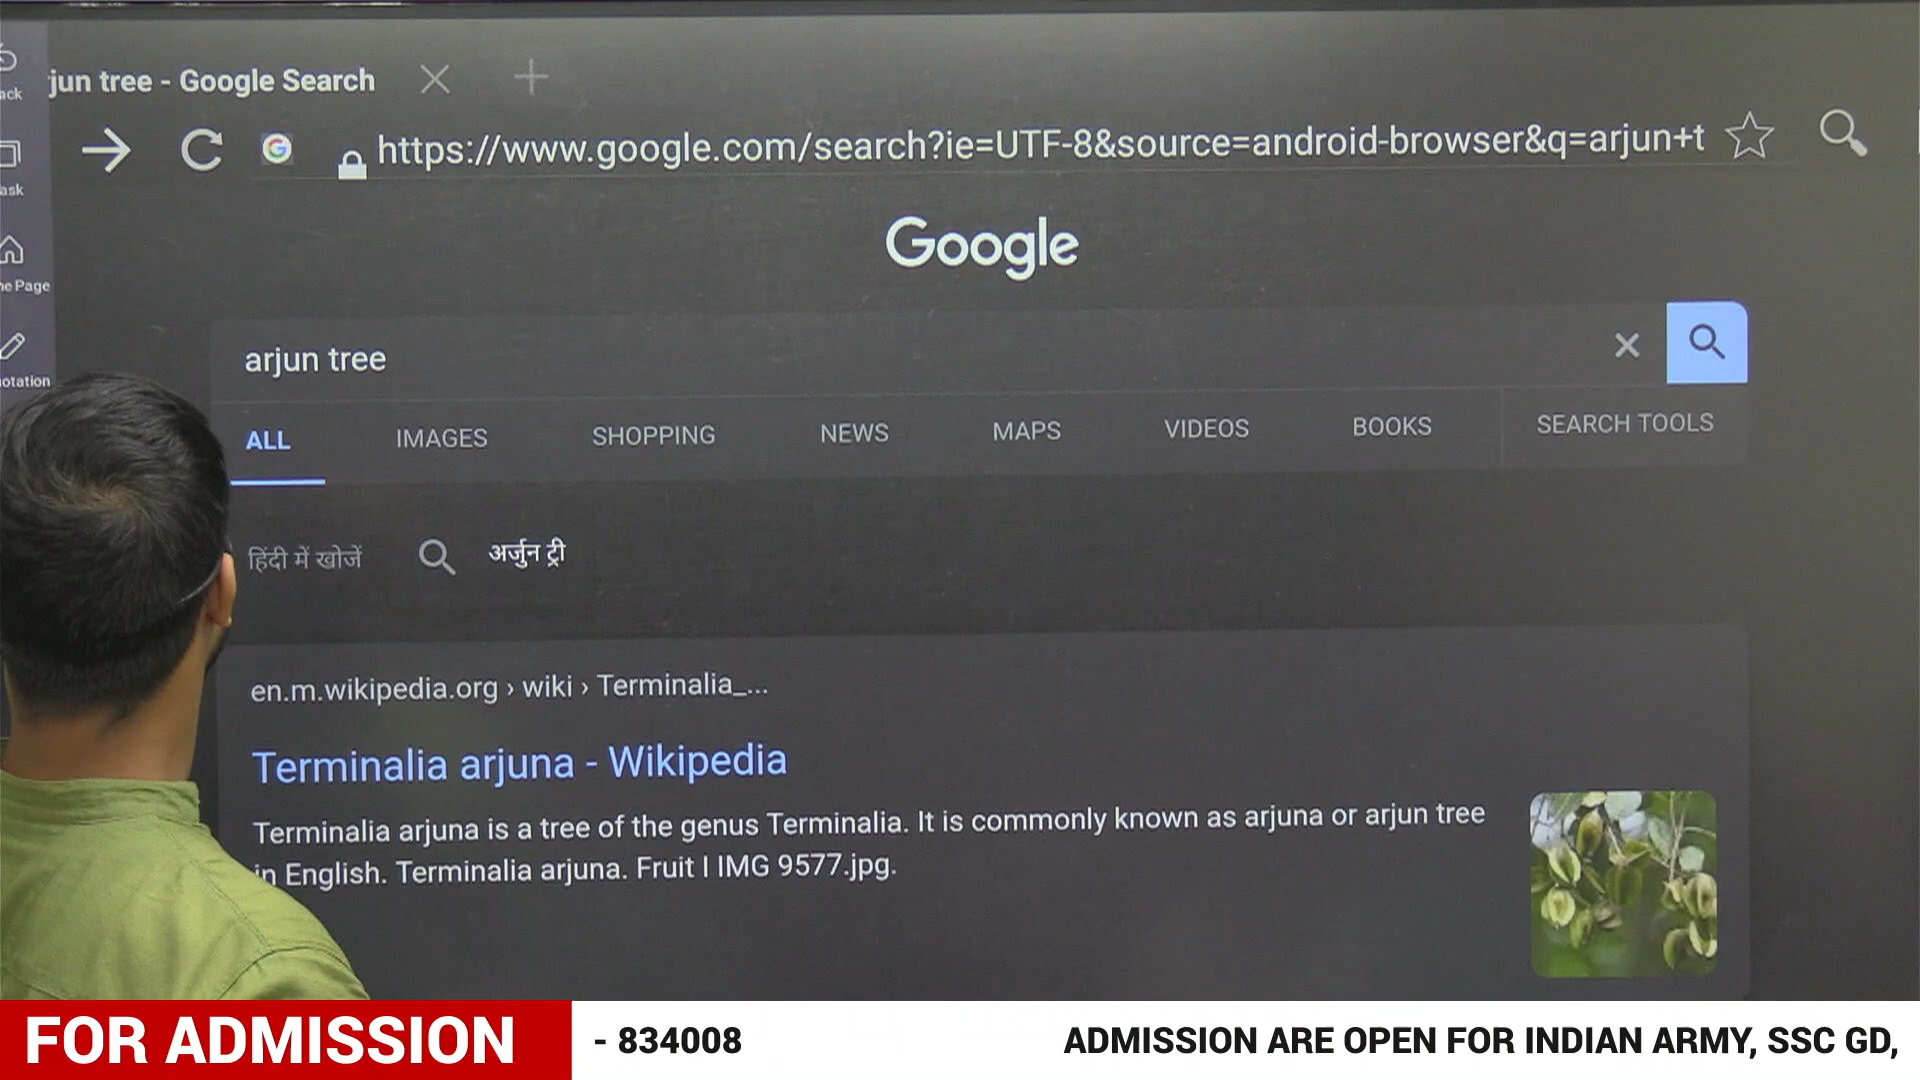 jun tree - Google Search
ack
https://www.google.com/search?ie=UTF-8&source=android-browser&q=arjun+t
ask
Google
ne Page
arjun tree
otation
ALL IMAGES SHOPPING NEWS MAPS VIDEOS BOOKS SEARCH TOOLS
हिंदी में खोजें अर्जुन ट्री
en.m.wikipedia.org › wiki › Terminalia_...
Terminalia arjuna - Wikipedia
Terminalia arjuna is a tree of the genus Terminalia. It is commonly known as arjuna or arjun tree
in English. Terminalia arjuna. Fruit I IMG 9577.jpg.
FOR ADMISSION - 834008 ADMISSION ARE OPEN FOR INDIAN ARMY, SSC GD,